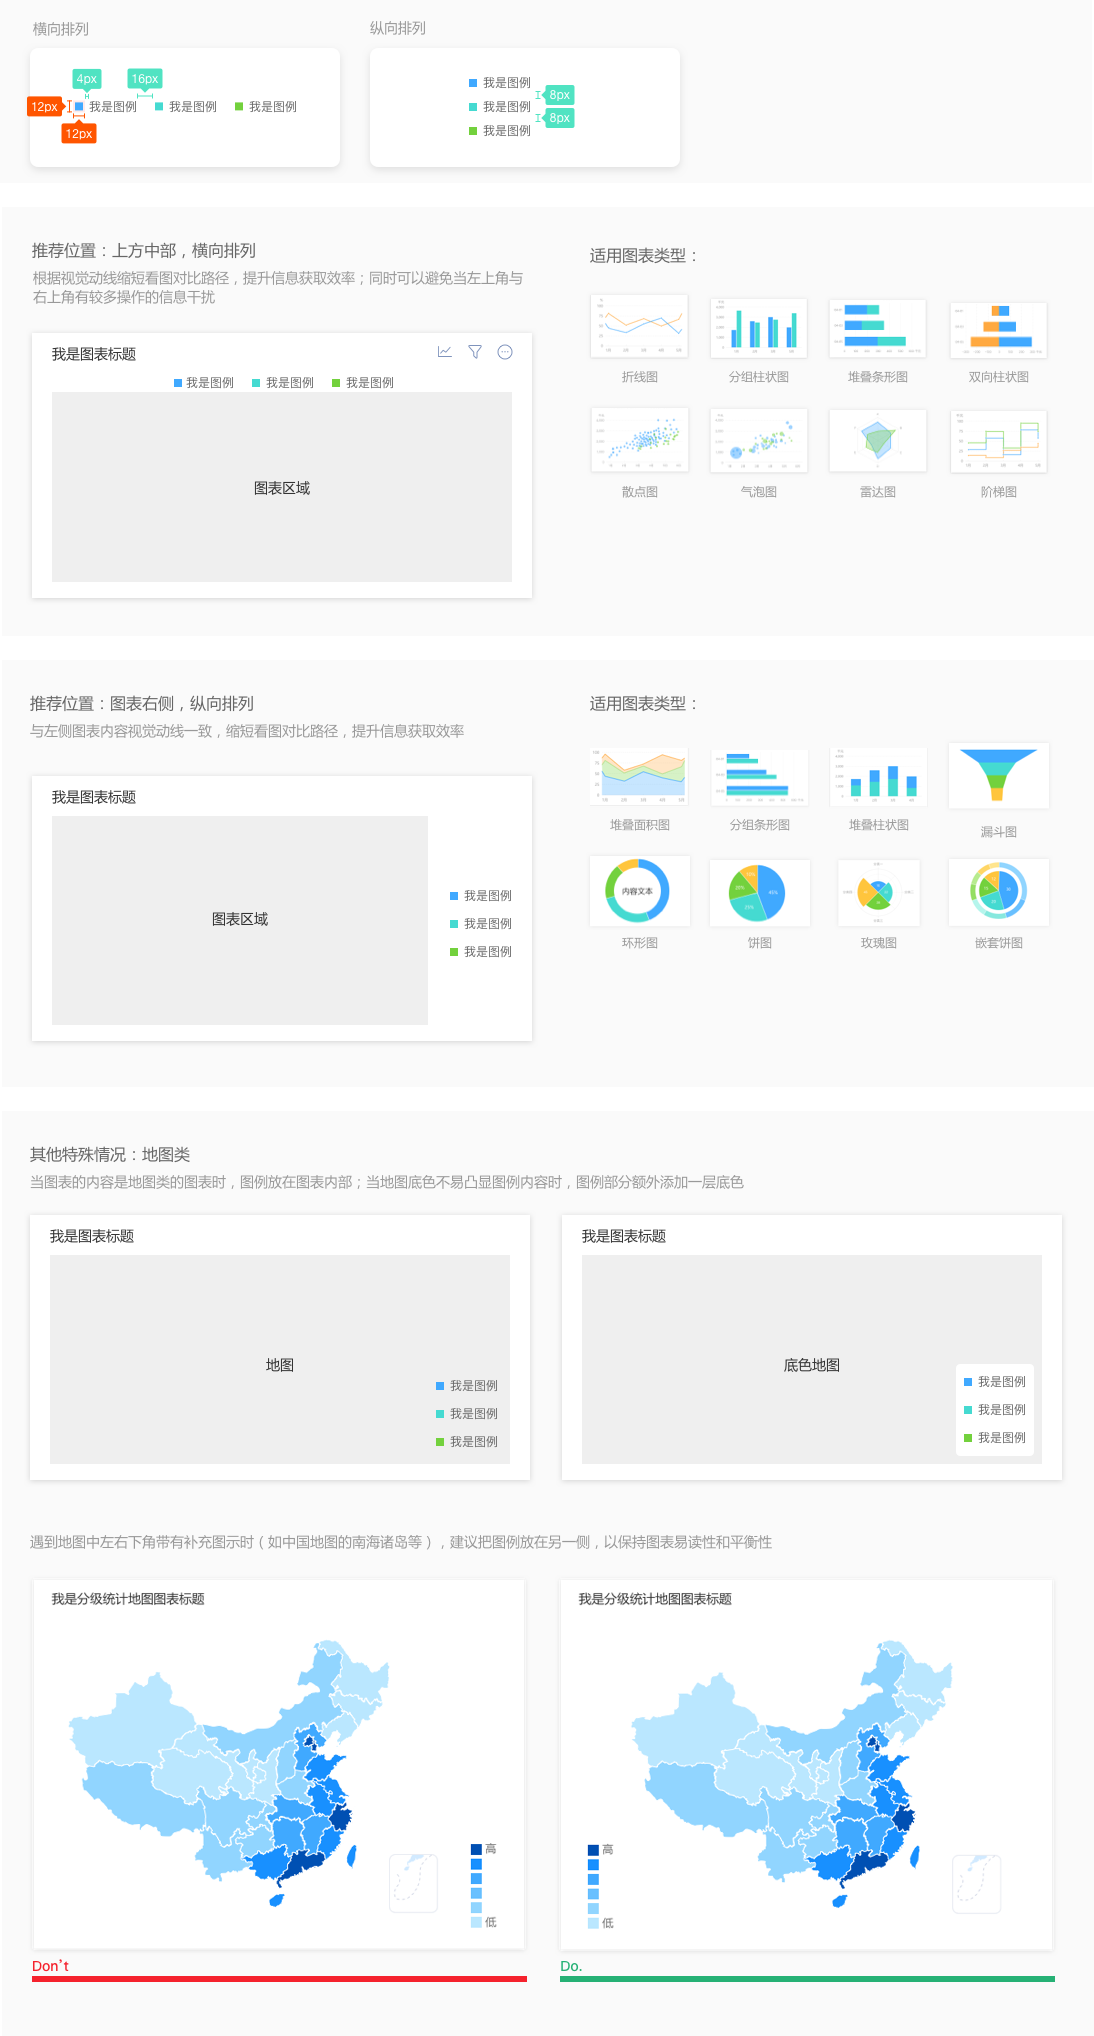 横向排列
纵向排列
4px
16px
12px
我是图例
我是图例
我是图例
12px
我是图例
8px
我是图例
8px
我是图例
推荐位置：上方中部，横向排列
根据视觉动线缩短看图对比路径，提升信息获取效率；同时可以避免当左上角与
右上角有较多操作的信息干扰
我是图表标题
我是图例
我是图例
我是图例
图表区域
适用图表类型：
折线图
分组柱状图
堆叠条形图
双向柱状图
散点图
气泡图
雷达图
阶梯图
推荐位置：图表右侧，纵向排列
与左侧图表内容视觉动线一致，缩短看图对比路径，提升信息获取效率
我是图表标题
图表区域
我是图例
我是图例
我是图例
适用图表类型：
堆叠面积图
分组条形图
堆叠柱状图
漏斗图
内容文本
环形图
饼图
玫瑰图
嵌套饼图
其他特殊情况：地图类
当图表的内容是地图类的图表时，图例放在图表内部；当地图底色不易凸显图例内容时，图例部分额外添加一层底色
我是图表标题
地图
我是图例
我是图例
我是图例
我是图表标题
底色地图
我是图例
我是图例
我是图例
遇到地图中左右下角带有补充图示时（如中国地图的南海诸岛等），建议把图例放在另一侧，以保持图表易读性和平衡性
我是分级统计地图图表标题
高
低
Don't
我是分级统计地图图表标题
高
低
Do.